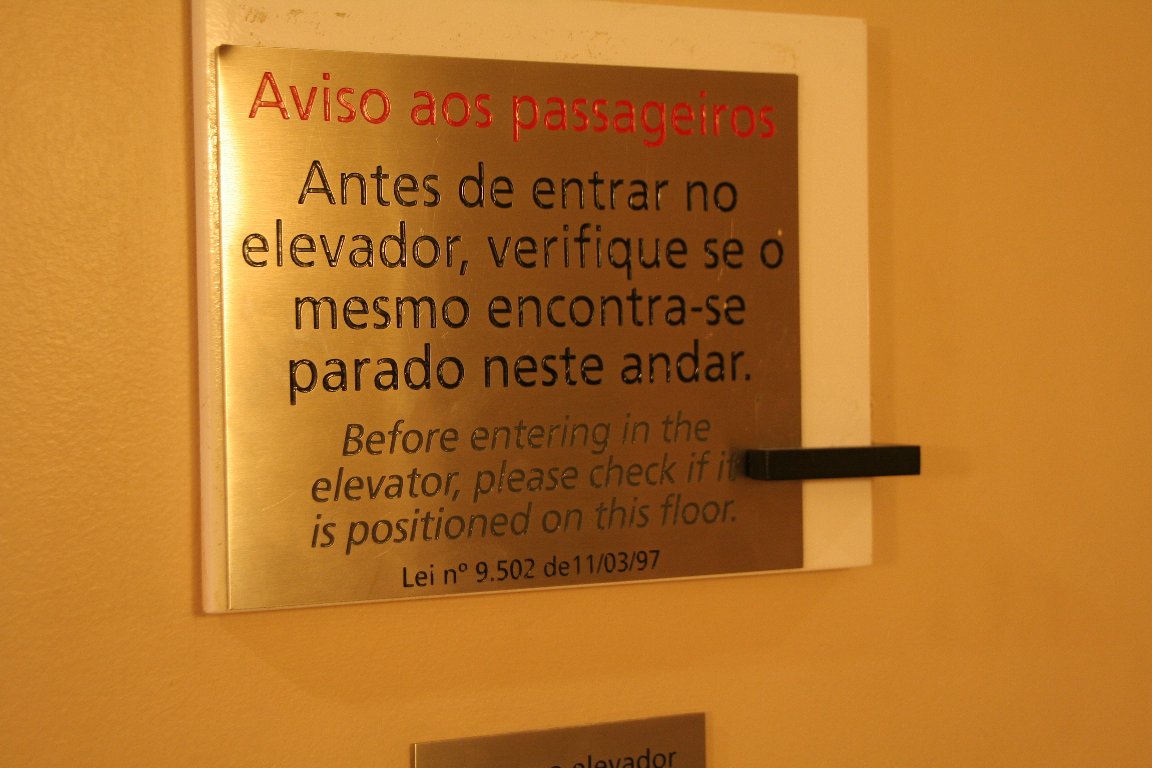 Aviso aos passageiros
Antes de entrar no
elevador, verifique se o
mesmo encontra-se
parado neste andar.
Before entering in the
elevator, please check if it
is positioned on this floor.
Lei nº 9.502 de11/03/97
elevador